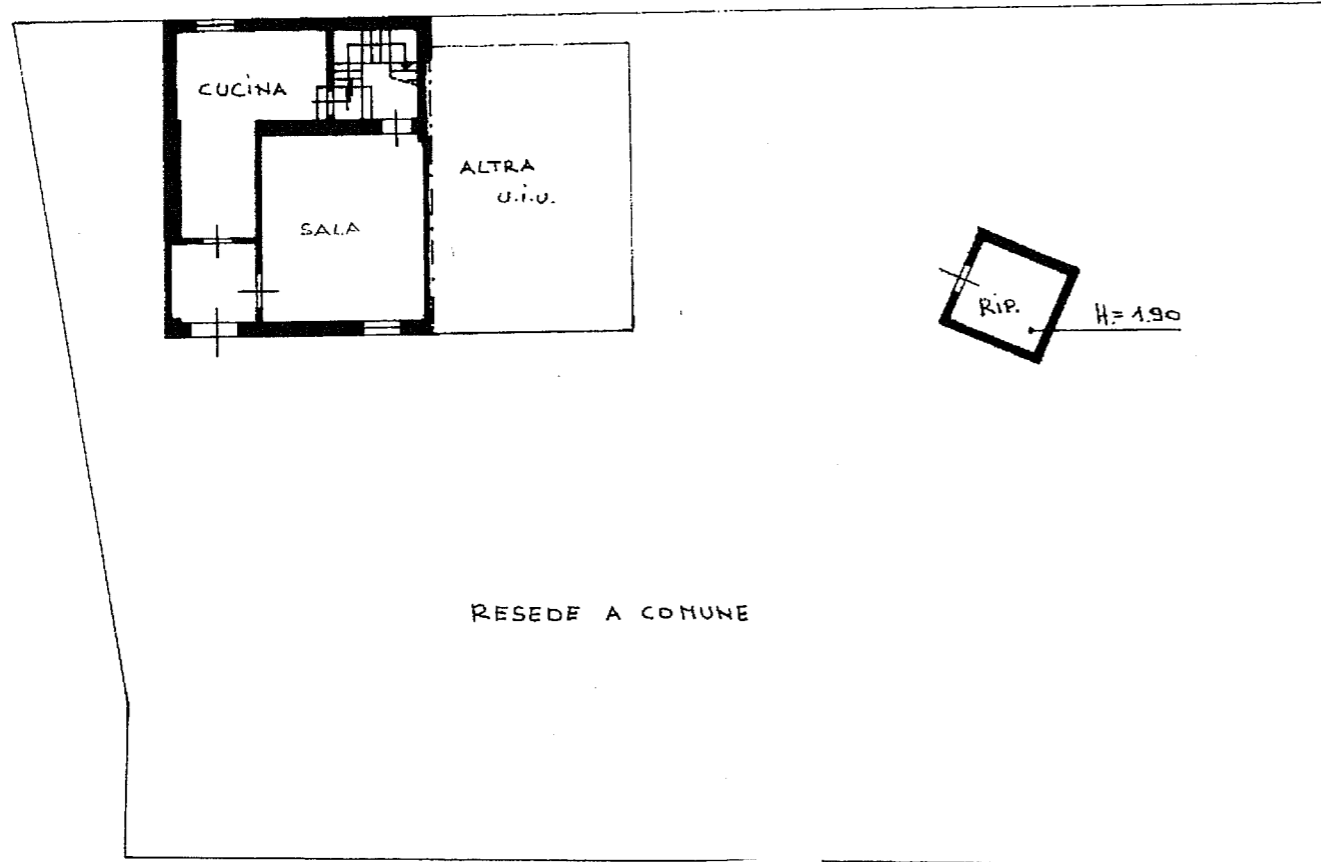 CUCINA
ALTRA
U.I.U.
SALA
RIP.
H=1.90
RESEDE A COMUNE